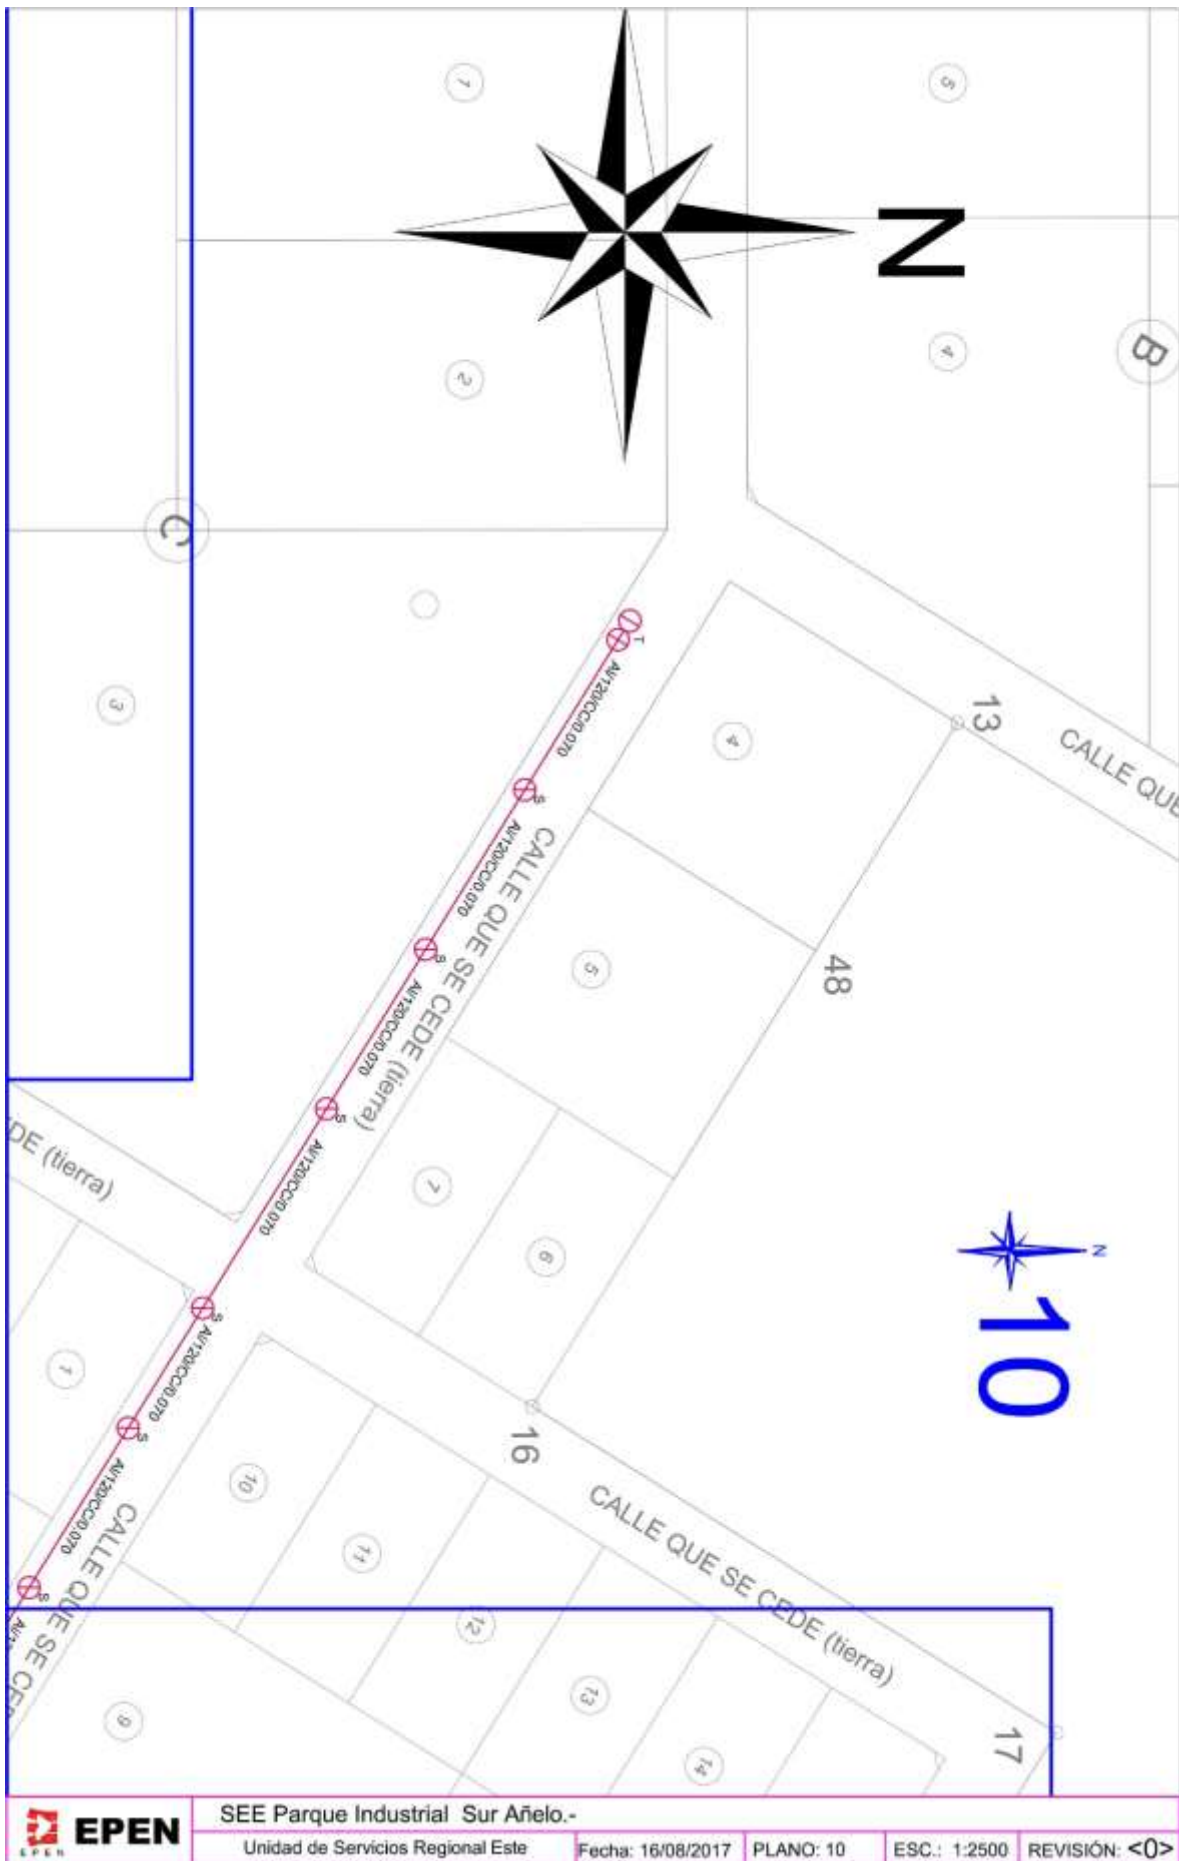 1
5
N
B
4
2
C
T
3
Al/120/CC/0.070
4
13
CALLE QUE
S
Al/120/CC/0.070
CALLE QUE SE CEDE (tierra)
5
48
S
Al/120/CC/0.070
S
Al/120/CC/0.070
DE (tierra)
7
6
N
10
S
Al/120/CC/0.070
1
S
Al/120/CC/0.070
16
10
11
CALLE QUE SE CEDE (tierra)
CALLE QUE SE CE
S
12
13
9
14
17
EPEN
EPEN
SEE Parque Industrial Sur Añelo.-
Unidad de Servicios Regional Este
Fecha: 16/08/2017
PLANO: 10
ESC.: 1:2500
REVISIÓN: <0>